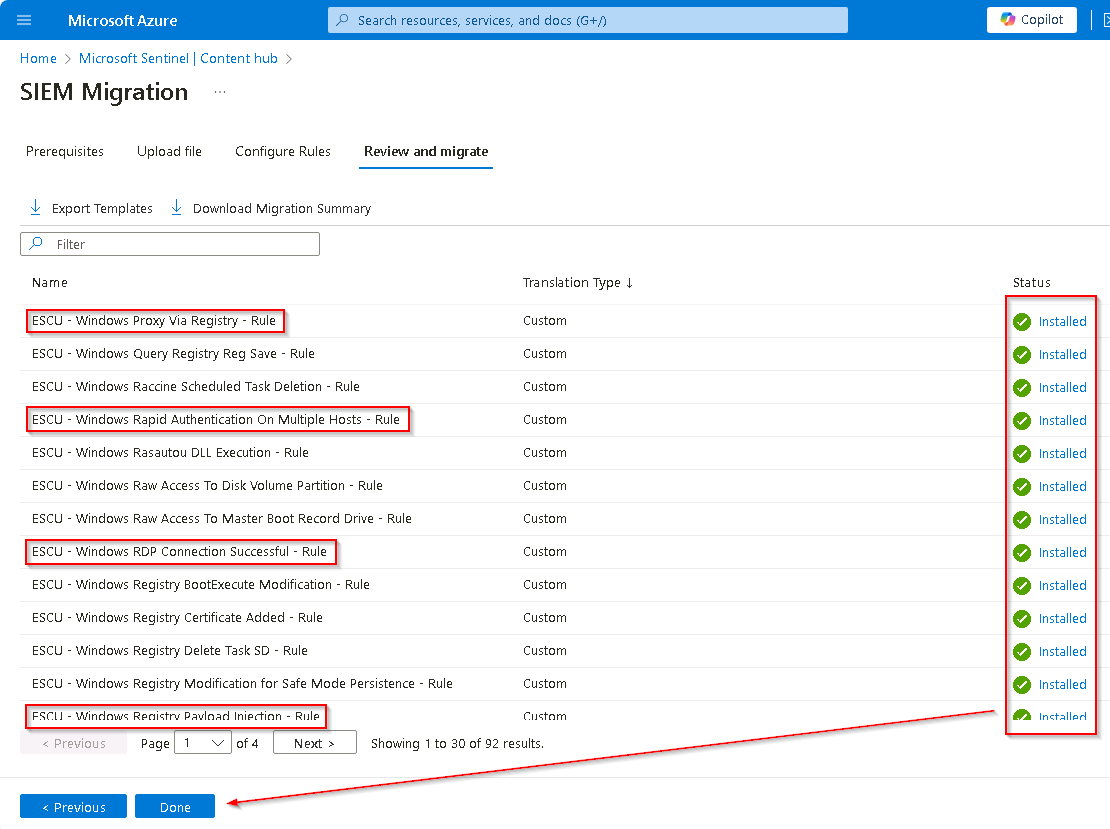 Microsoft Azure
Search resources, services, and docs (G+/)
Copilot
Home > Microsoft Sentinel | Content hub >
SIEM Migration ...
Prerequisites Upload file Configure Rules Review and migrate
Export Templates Download Migration Summary
Filter
Name Translation Type ↓ Status
ESCU - Windows Proxy Via Registry - Rule Custom Installed
ESCU - Windows Query Registry Reg Save - Rule Custom Installed
ESCU - Windows Raccine Scheduled Task Deletion - Rule Custom Installed
ESCU - Windows Rapid Authentication On Multiple Hosts - Rule Custom Installed
ESCU - Windows Rasautou DLL Execution - Rule Custom Installed
ESCU - Windows Raw Access To Disk Volume Partition - Rule Custom Installed
ESCU - Windows Raw Access To Master Boot Record Drive - Rule Custom Installed
ESCU - Windows RDP Connection Successful - Rule Custom Installed
ESCU - Windows Registry BootExecute Modification - Rule Custom Installed
ESCU - Windows Registry Certificate Added - Rule Custom Installed
ESCU - Windows Registry Delete Task SD - Rule Custom Installed
ESCU - Windows Registry Modification for Safe Mode Persistence - Rule Custom Installed
ESCU - Windows Registry Payload Injection - Rule Custom Installed
< Previous Page 1 of 4 Next > Showing 1 to 30 of 92 results.
< Previous Done